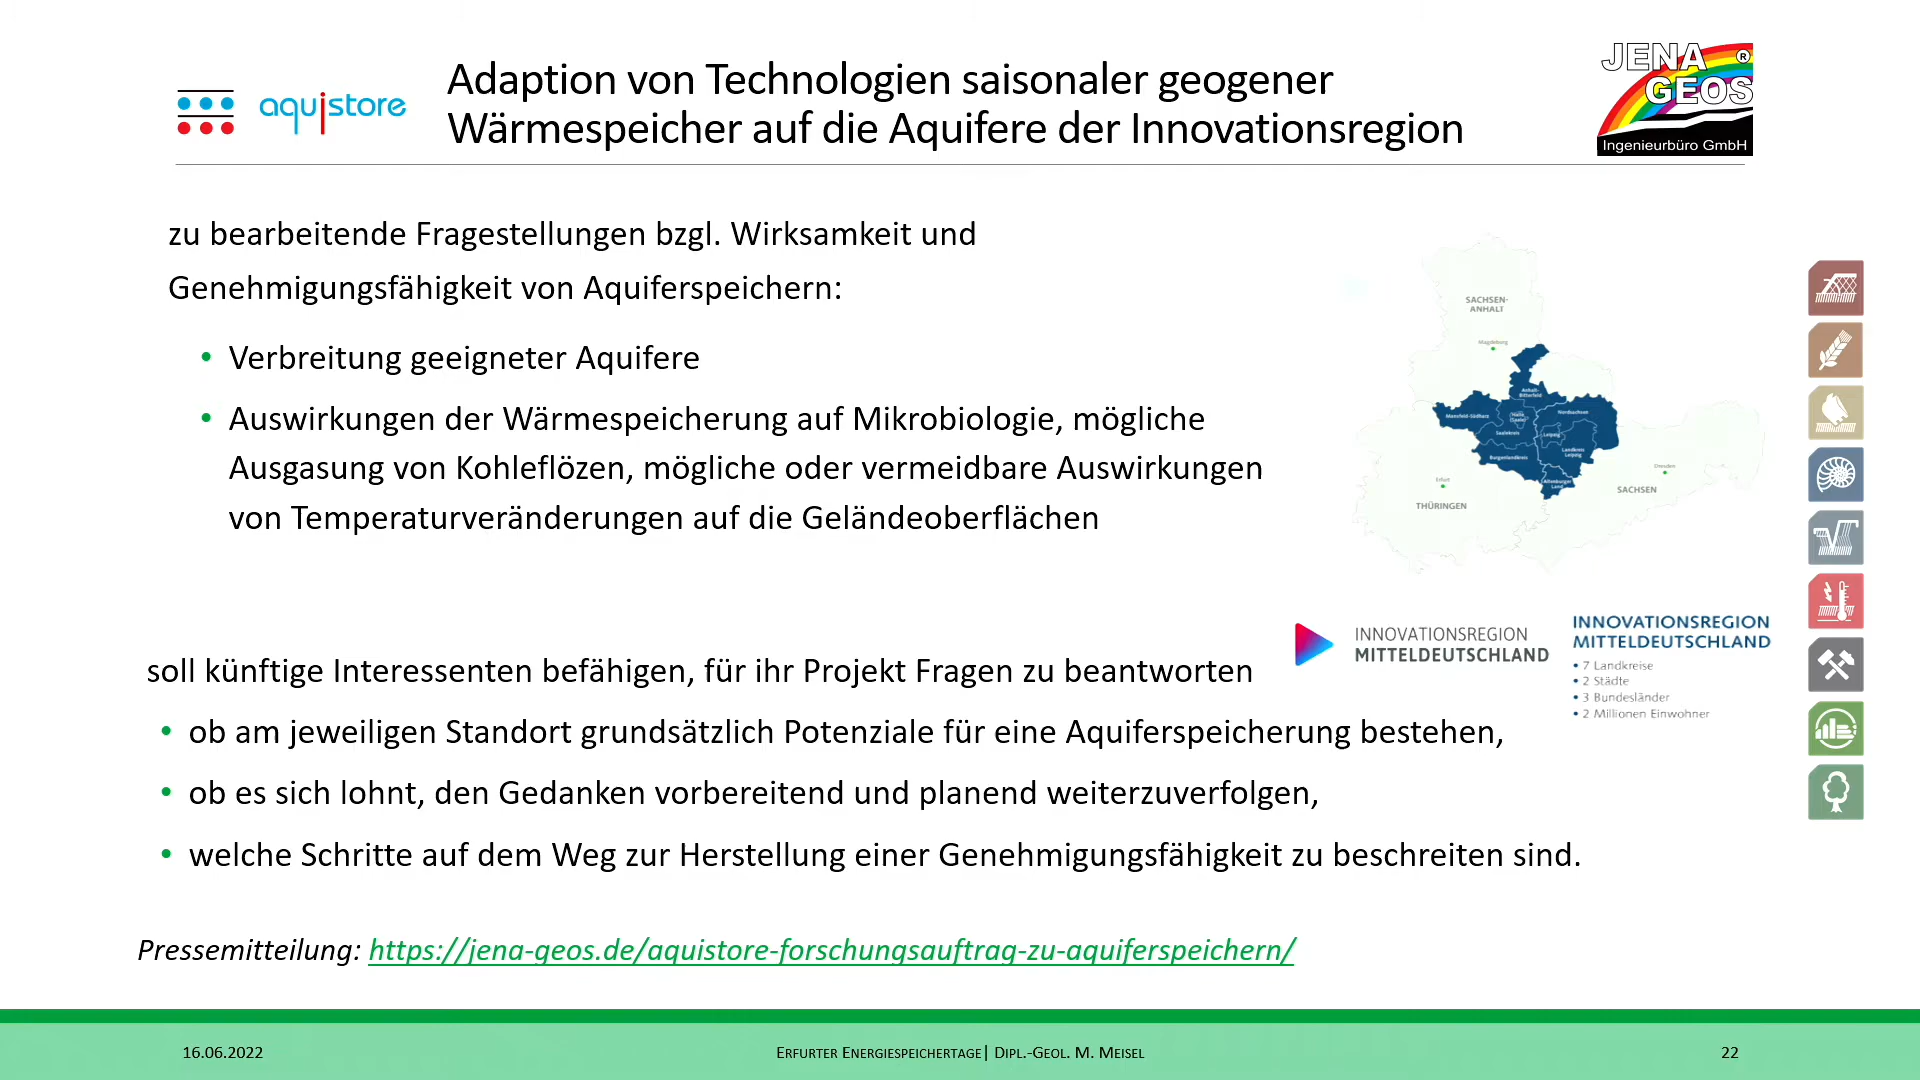 aquistore
Adaption von Technologien saisonaler geogener
Wärmespeicher auf die Aquifere der Innovationsregion
JENA
GEOS
®
Ingenieurbüro GmbH
zu bearbeitende Fragestellungen bzgl. Wirksamkeit und
Genehmigungsfähigkeit von Aquiferspeichern:
• Verbreitung geeigneter Aquifere
• Auswirkungen der Wärmespeicherung auf Mikrobiologie, mögliche
Ausgasung von Kohleflözen, mögliche oder vermeidbare Auswirkungen
von Temperaturveränderungen auf die Geländeoberflächen
SACHSEN-
ANHALT
Magdeburg
Anhalt-
Bitterfeld
Mansfeld-Südharz
Halle
(Saale)
Nordsachsen
Saalekreis
Leipzig
Burgenlandkreis
Landkreis
Leipzig
Altenburger
Land
Dresden
Erfurt
SACHSEN
THÜRINGEN
INNOVATIONSREGION
MITTELDEUTSCHLAND
INNOVATIONSREGION
MITTELDEUTSCHLAND
• 7 Landkreise
• 2 Städte
• 3 Bundesländer
• 2 Millionen Einwohner
soll künftige Interessenten befähigen, für ihr Projekt Fragen zu beantworten
• ob am jeweiligen Standort grundsätzlich Potenziale für eine Aquiferspeicherung bestehen,
• ob es sich lohnt, den Gedanken vorbereitend und planend weiterzuverfolgen,
• welche Schritte auf dem Weg zur Herstellung einer Genehmigungsfähigkeit zu beschreiten sind.
Pressemitteilung: https://jena-geos.de/aquistore-forschungsauftrag-zu-aquiferspeichern/
16.06.2022
Erfurter Energiespeichertage| Dipl.-Geol. M. Meisel
22